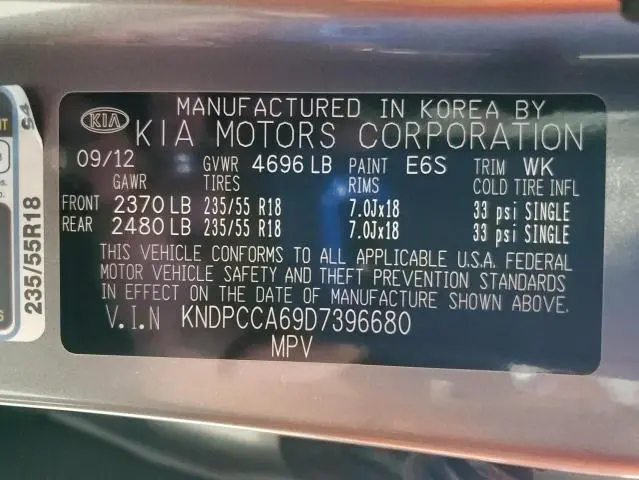 MANUFACTURED IN KOREA BY
KIA KIA MOTORS CORPORATION
09/12 GVWR 4696 LB PAINT E6S TRIM WK
GAWR TIRES RIMS COLD TIRE INFL
FRONT 2370 LB 235/55 R18 7.0Jx18 33 psi SINGLE
REAR 2480 LB 235/55 R18 7.0Jx18 33 psi SINGLE
THIS VEHICLE CONFORMS TO ALL APPLICABLE U.S.A. FEDERAL
MOTOR VEHICLE SAFETY AND THEFT PREVENTION STANDARDS
IN EFFECT ON THE DATE OF MANUFACTURE SHOWN ABOVE.
V.I.N KNDPCCA69D7396680
MPV
235/55R18 94